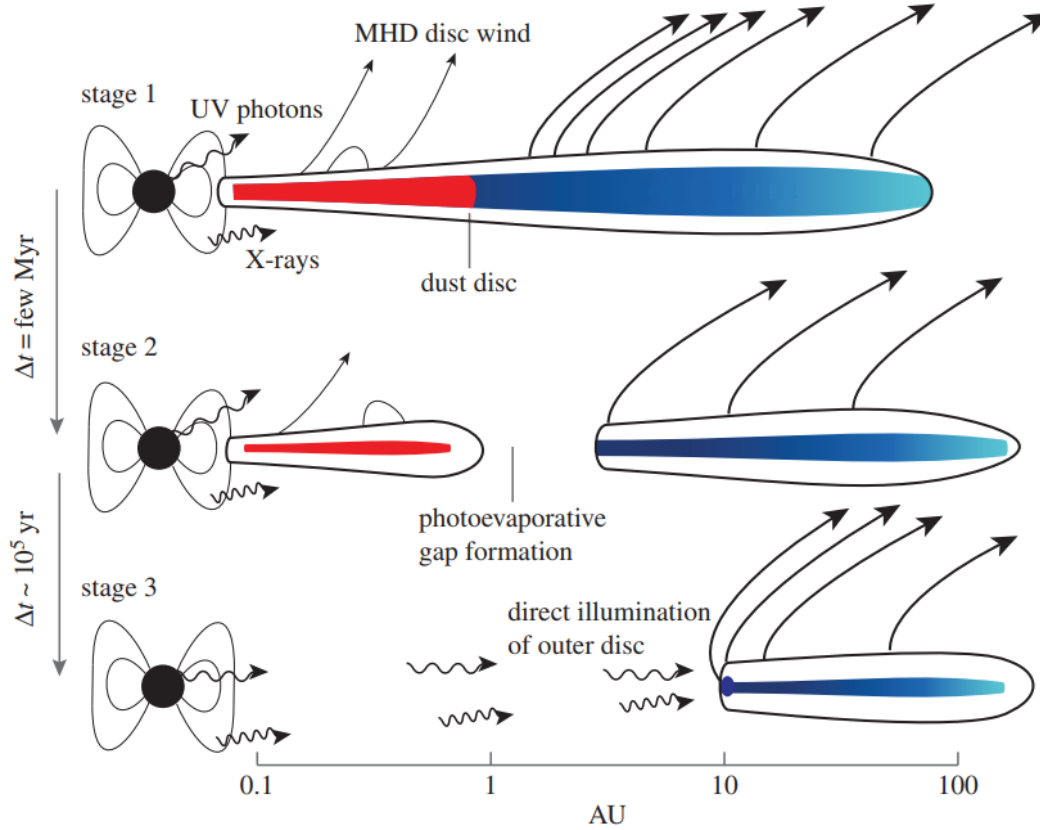 MHD disc wind
stage 1
UV photons
X-rays
dust disc
Δt = few Myr
stage 2
photoevaporative
gap formation
Δt ~ 10⁵ yr
stage 3
direct illumination
of outer disc
0.1 1 10 100
AU